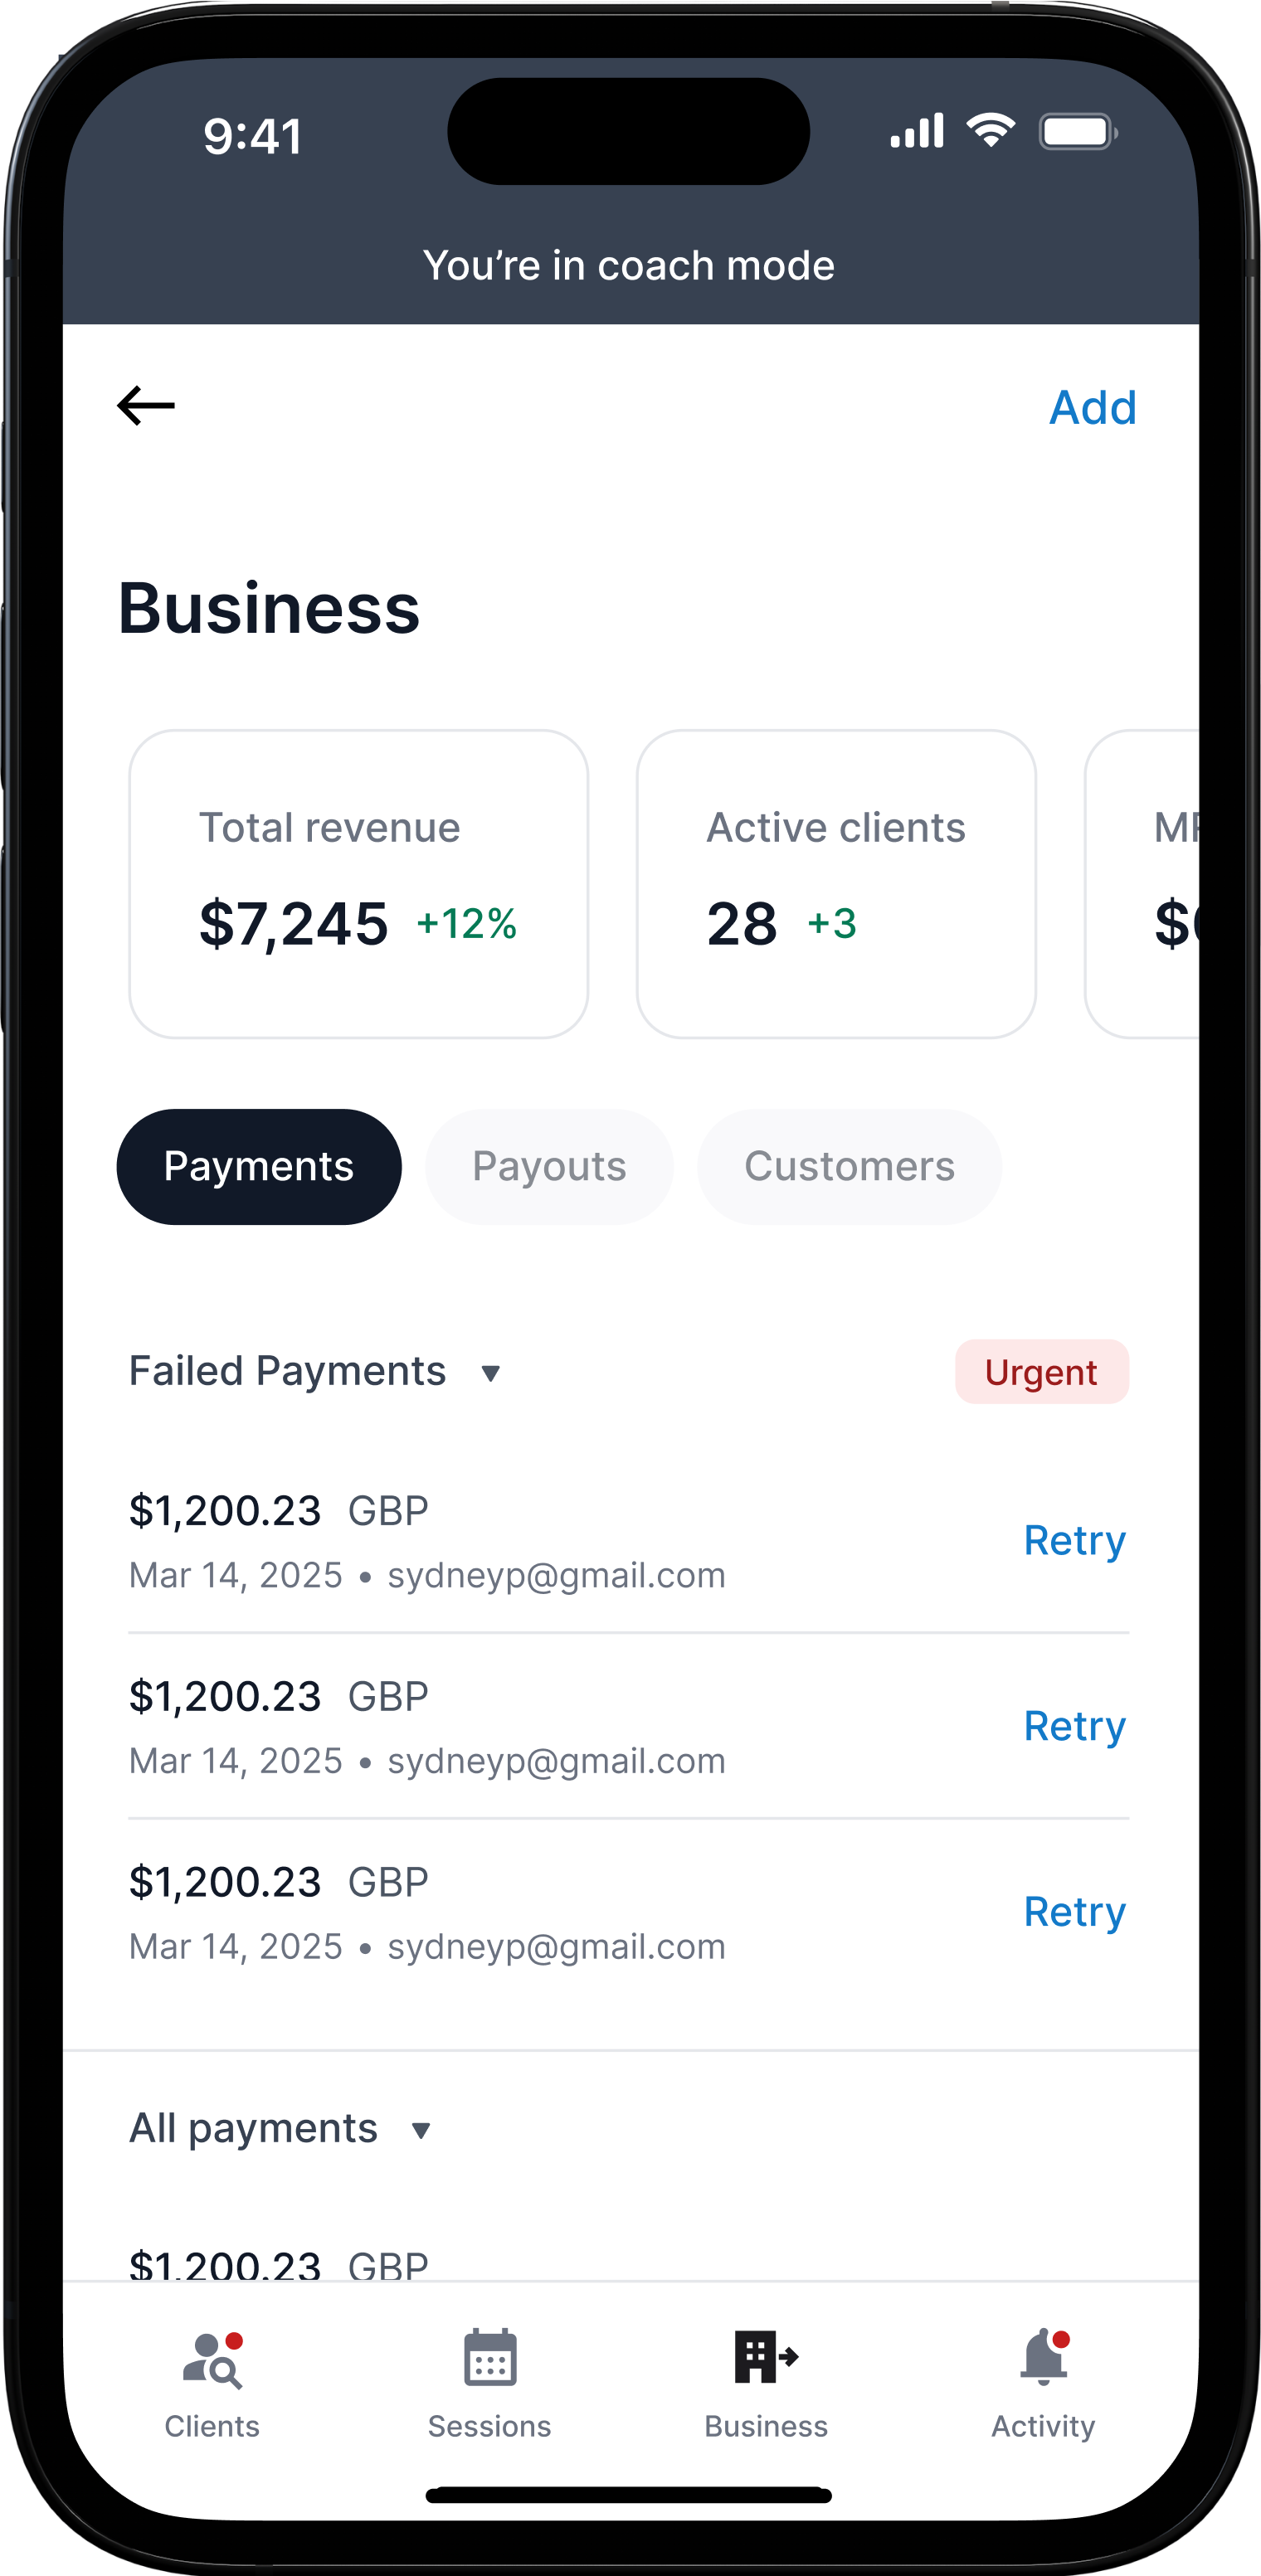 9:41
You’re in coach mode
Add
Business
Total revenue
$7,245 +12%
Active clients
28 +3
Payments
Payouts
Customers
Failed Payments
Urgent
$1,200.23 GBP
Mar 14, 2025 • sydneyp@gmail.com
Retry
$1,200.23 GBP
Mar 14, 2025 • sydneyp@gmail.com
Retry
$1,200.23 GBP
Mar 14, 2025 • sydneyp@gmail.com
Retry
All payments
$1,200.23 GBP
Clients
Sessions
Business
Activity